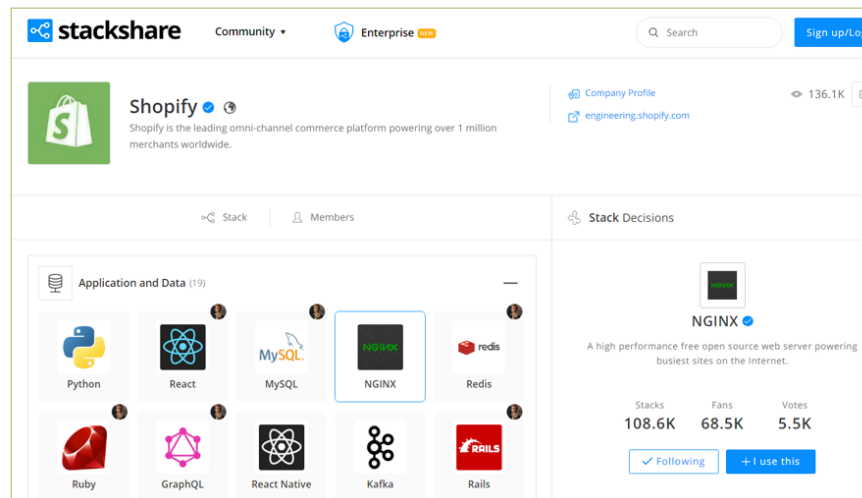 stackshare
Community
Enterprise NEW
Search
Shopify
Shopify is the leading omni-channel commerce platform powering over 1 million
merchants worldwide.
Company Profile
engineering.shopify.com
136.1K
Stack
Members
Application and Data (19)
Python
React
MySQL
MySQL
NGINX
NGINX
redis
Redis
Ruby
GraphQL
React Native
Kafka
RAILS
Rails
Stack Decisions
NGINX
NGINX
A high performance free open source web server powering
busiest sites on the Internet.
Stacks
Fans
Votes
108.6K
68.5K
5.5K
Following
+ I use this
Sign up/Lo